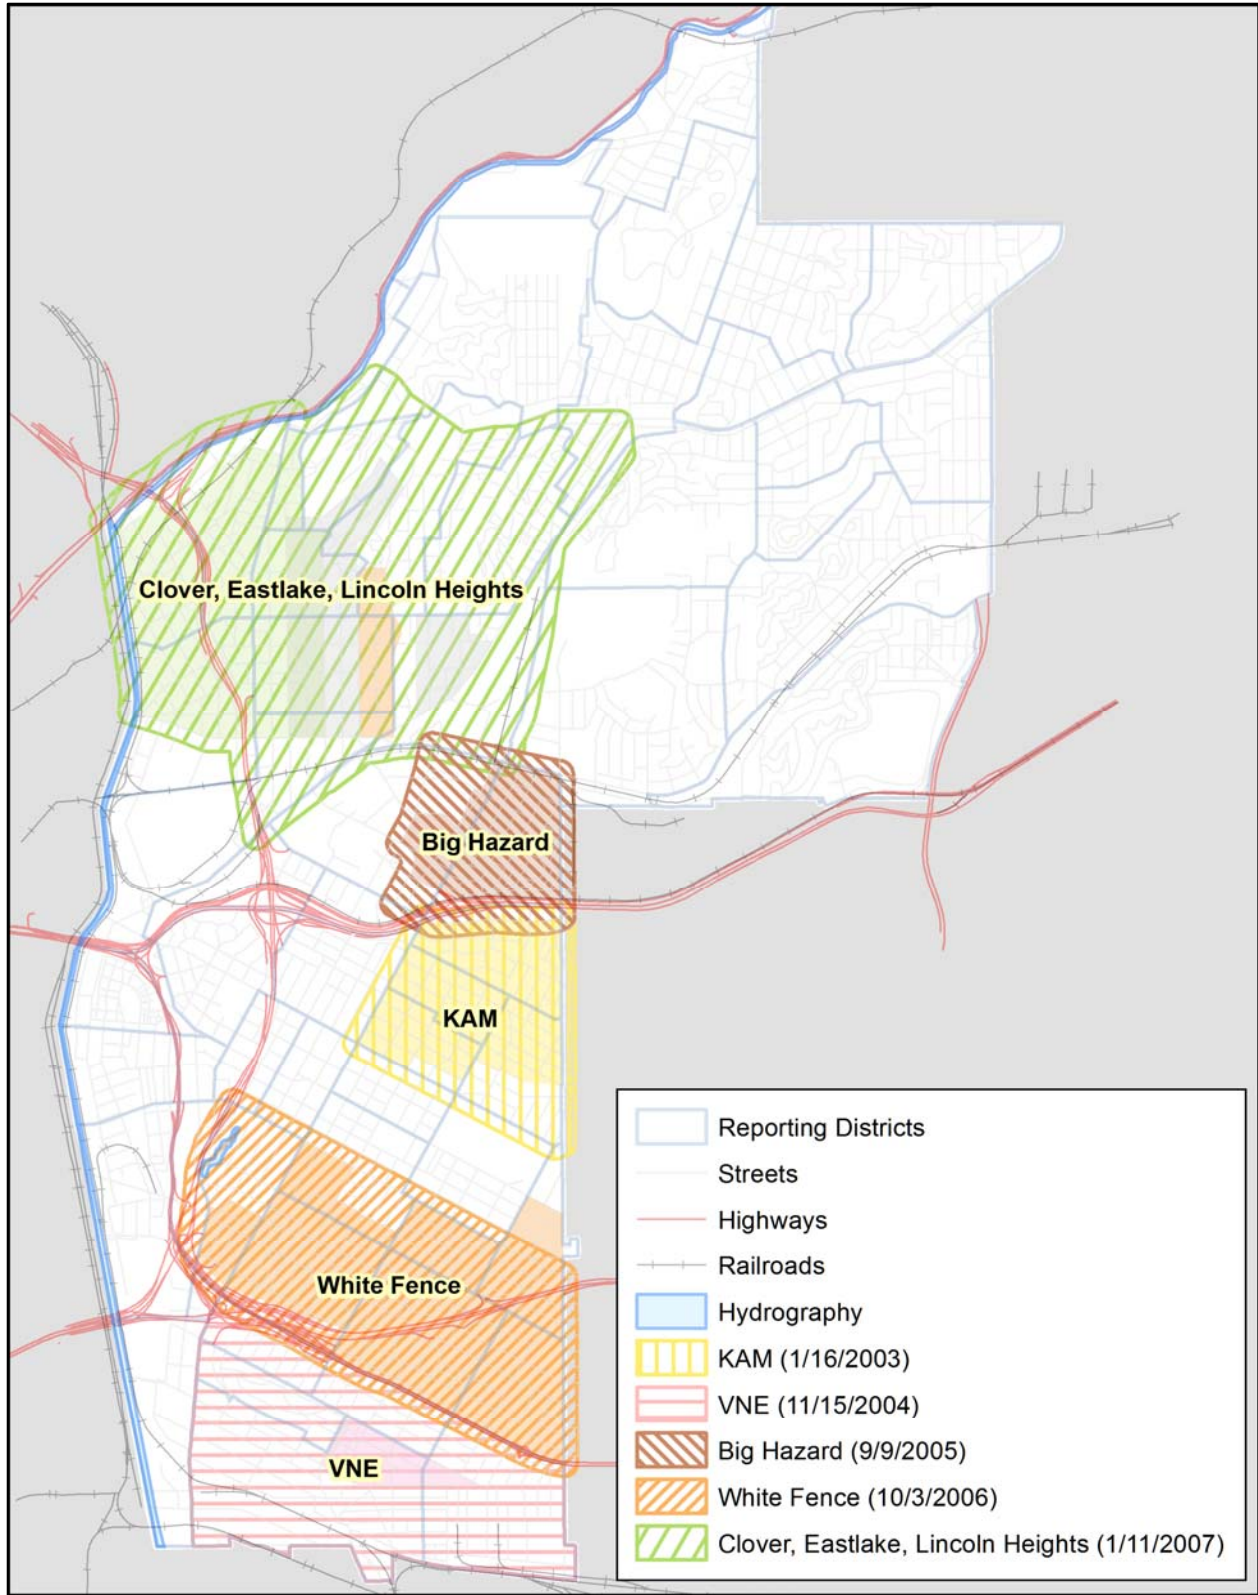 Clover, Eastlake, Lincoln Heights
Big Hazard
KAM
White Fence
VNE
Reporting Districts
Streets
Highways
Railroads
Hydrography
KAM (1/16/2003)
VNE (11/15/2004)
Big Hazard (9/9/2005)
White Fence (10/3/2006)
Clover, Eastlake, Lincoln Heights (1/11/2007)